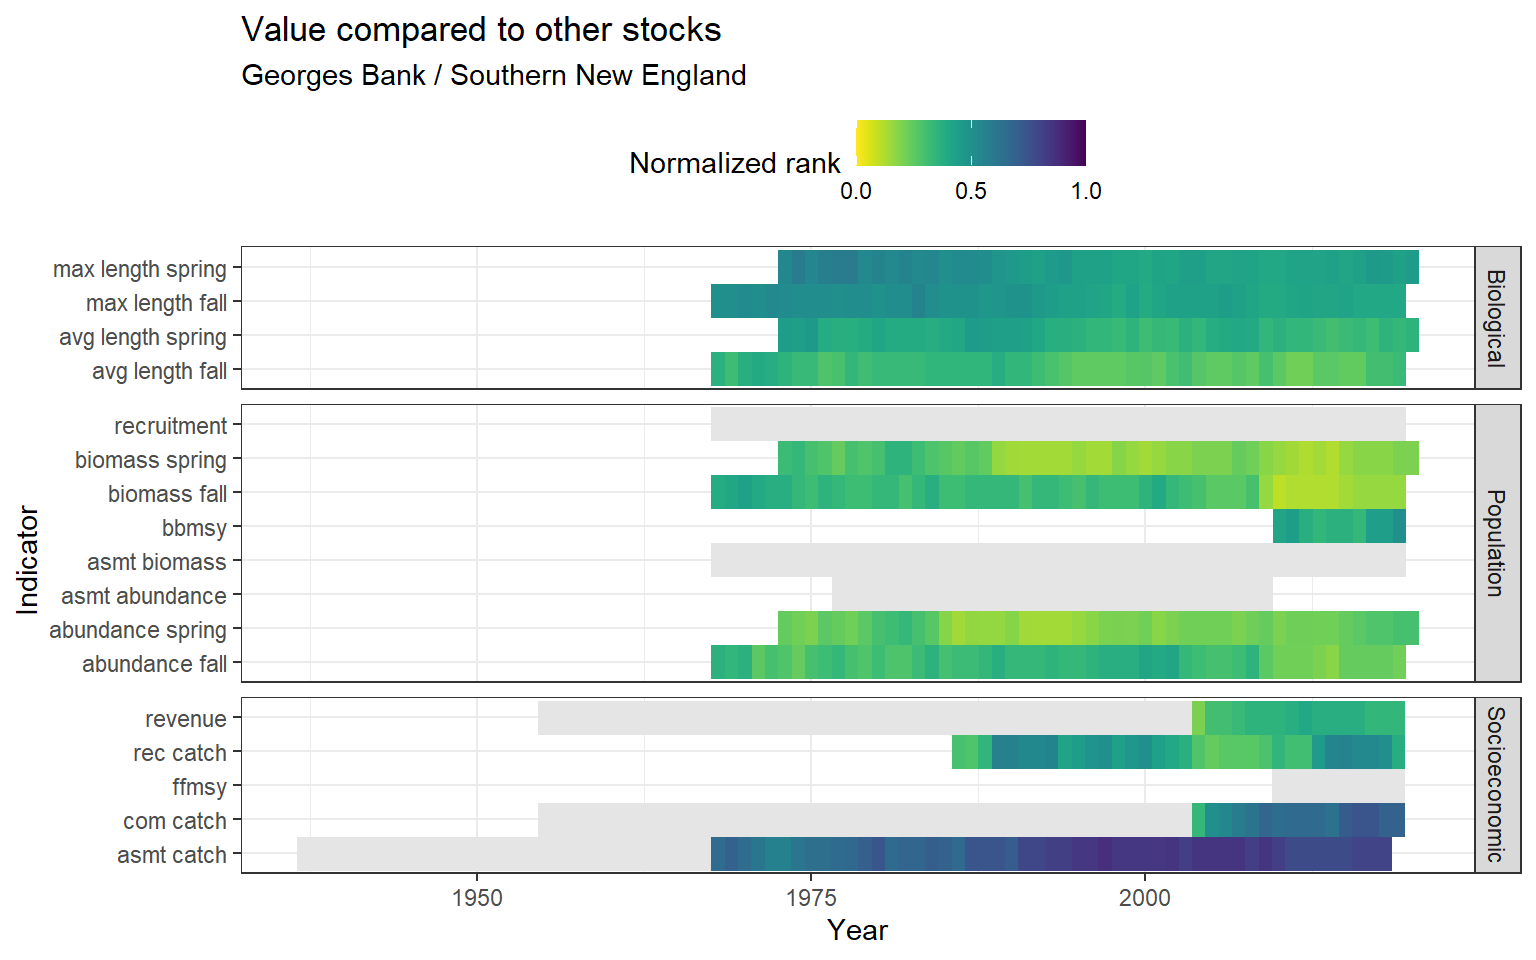 Value compared to other stocks
Georges Bank / Southern New England
Normalized rank
0.0 0.5 1.0
Indicator
max length spring
max length fall
avg length spring
avg length fall
Biological
recruitment
biomass spring
biomass fall
bbmsy
asmt biomass
asmt abundance
abundance spring
abundance fall
Population
revenue
rec catch
ffmsy
com catch
asmt catch
Socioeconomic
1950 1975 2000
Year